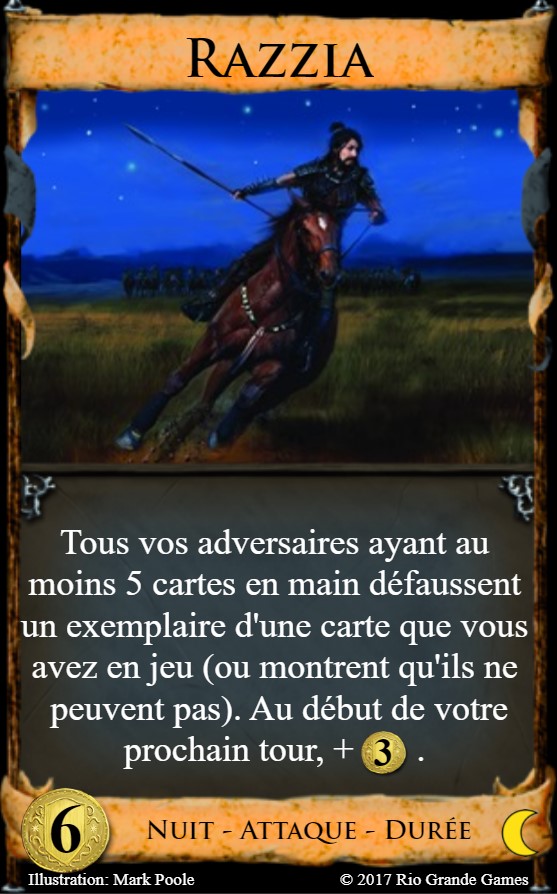 RAZZIA
Tous vos adversaires ayant au
moins 5 cartes en main défaussent
un exemplaire d'une carte que vous
avez en jeu (ou montrent qu'ils ne
peuvent pas). Au début de votre
prochain tour, + 3 .
6 NUIT - ATTAQUE - DURÉE
Illustration: Mark Poole © 2017 Rio Grande Games